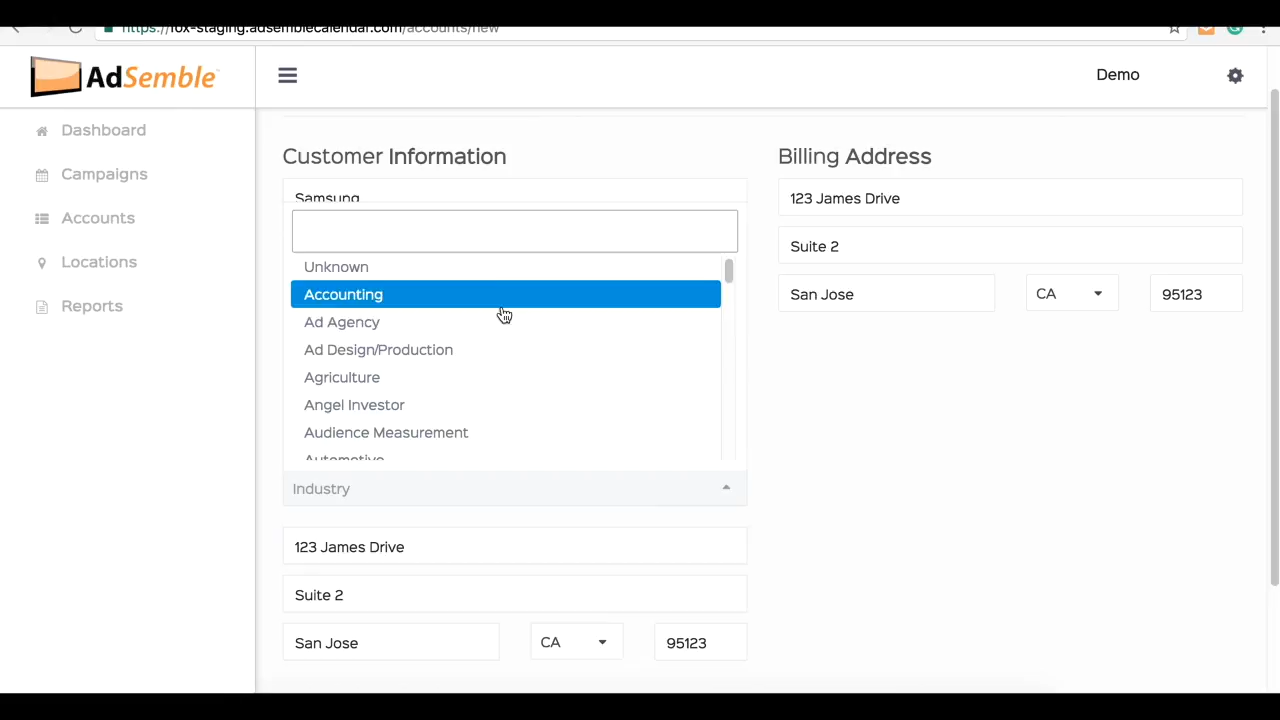 https://fox-staging.adsemblecalendar.com/accounts/new
AdSemble
Demo
Dashboard
Campaigns
Accounts
Locations
Reports
Customer Information
Samsung
Unknown
Accounting
Ad Agency
Ad Design/Production
Agriculture
Angel Investor
Audience Measurement
Automotive
Industry
123 James Drive
Suite 2
San Jose
CA
95123
Billing Address
123 James Drive
Suite 2
San Jose
CA
95123